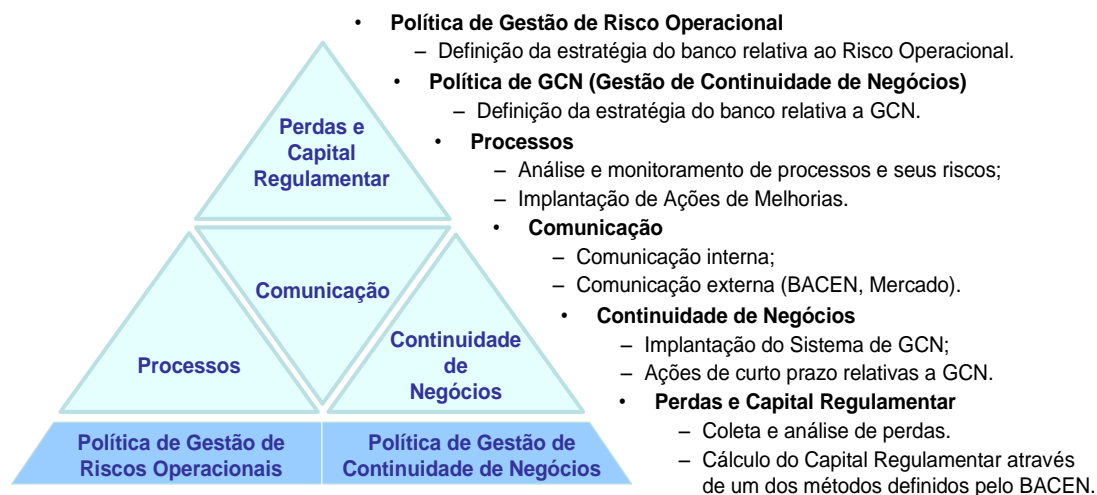 • Política de Gestão de Risco Operacional
– Definição da estratégia do banco relativa ao Risco Operacional.
• Política de GCN (Gestão de Continuidade de Negócios)
– Definição da estratégia do banco relativa a GCN.
• Processos
– Análise e monitoramento de processos e seus riscos;
– Implantação de Ações de Melhorias.
• Comunicação
– Comunicação interna;
– Comunicação externa (BACEN, Mercado).
• Continuidade de Negócios
– Implantação do Sistema de GCN;
– Ações de curto prazo relativas a GCN.
• Perdas e Capital Regulamentar
– Coleta e análise de perdas.
– Cálculo do Capital Regulamentar através
de um dos métodos definidos pelo BACEN.
Perdas e
Capital
Regulamentar
Comunicação
Processos
Continuidade
de
Negócios
Política de Gestão de
Riscos Operacionais
Política de Gestão de
Continuidade de Negócios